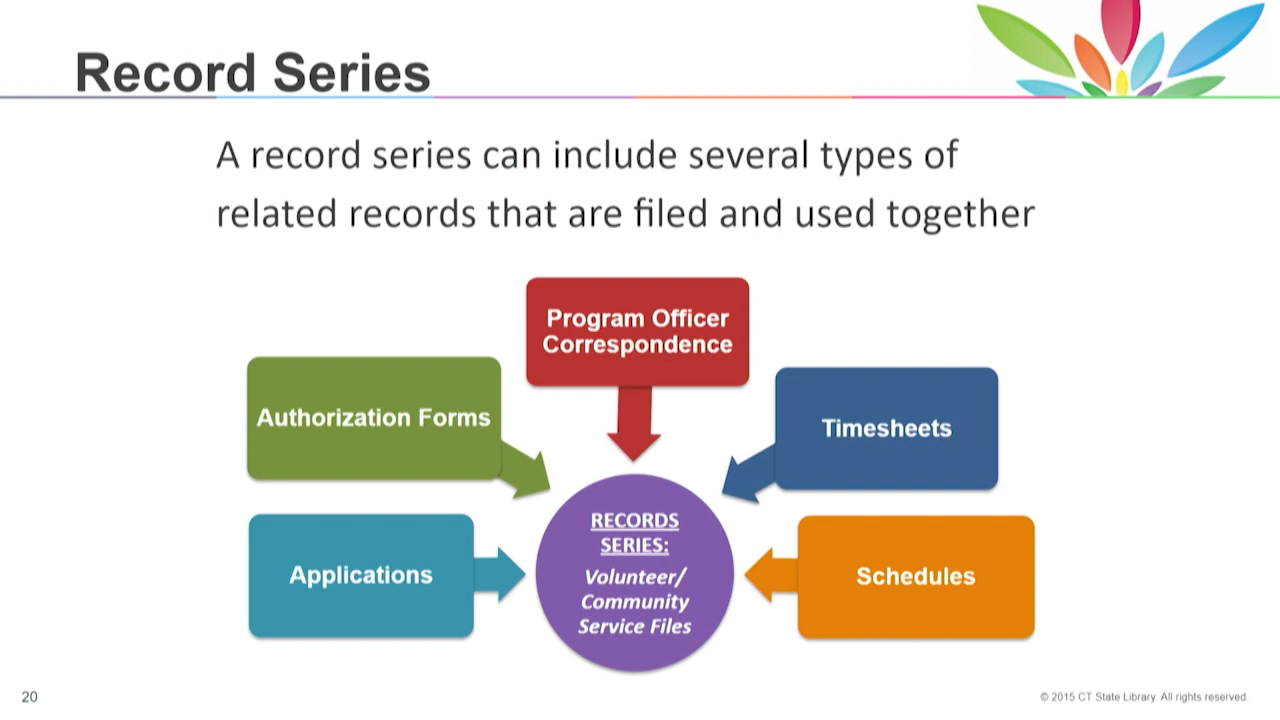 Record Series
A record series can include several types of
related records that are filed and used together
Program Officer
Correspondence
Authorization Forms
Timesheets
Applications
RECORDS
SERIES:
Volunteer/
Community
Service Files
Schedules
20
© 2015 CT State Library. All rights reserved.